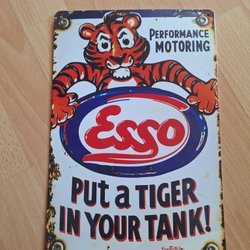 PERFORMANCE
MOTORING
Esso
PUT a TIGER
IN YOUR TANK!